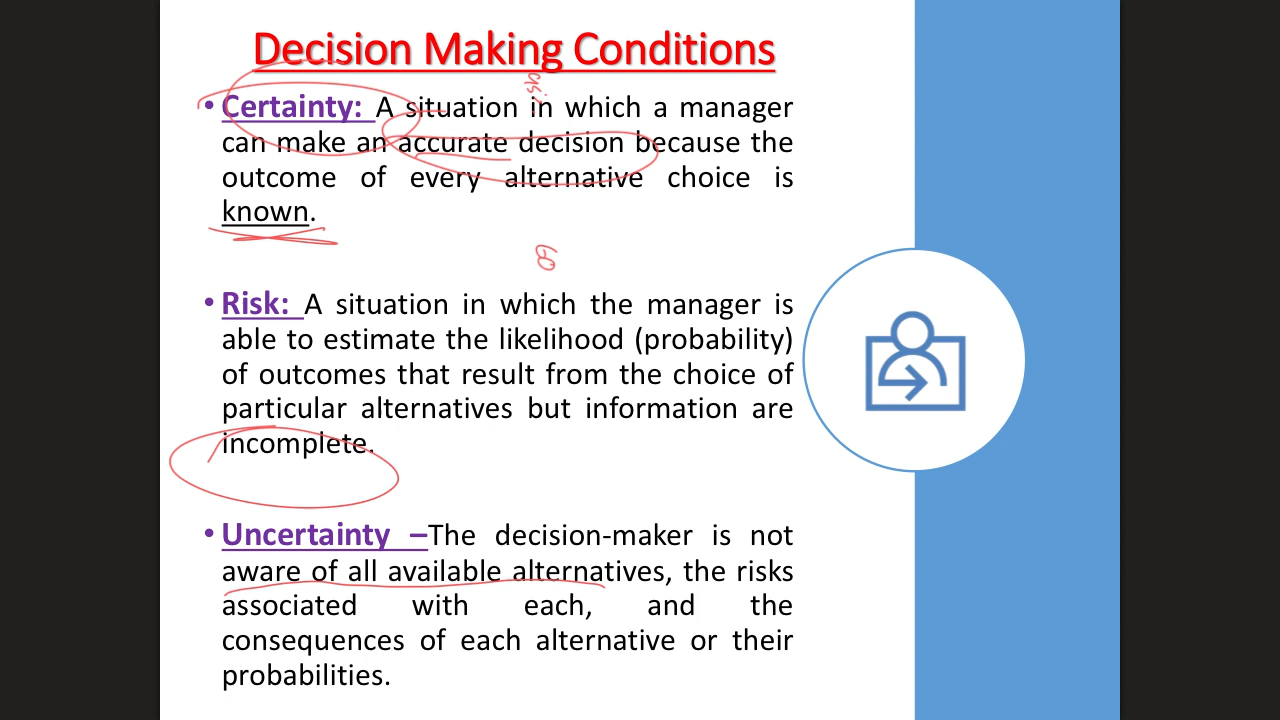 Decision Making Conditions
• Certainty: A situation in which a manager
can make an accurate decision because the
outcome of every alternative choice is
known.
• Risk: A situation in which the manager is
able to estimate the likelihood (probability)
of outcomes that result from the choice of
particular alternatives but information are
incomplete.
• Uncertainty –The decision-maker is not
aware of all available alternatives, the risks
associated with each, and the
consequences of each alternative or their
probabilities.